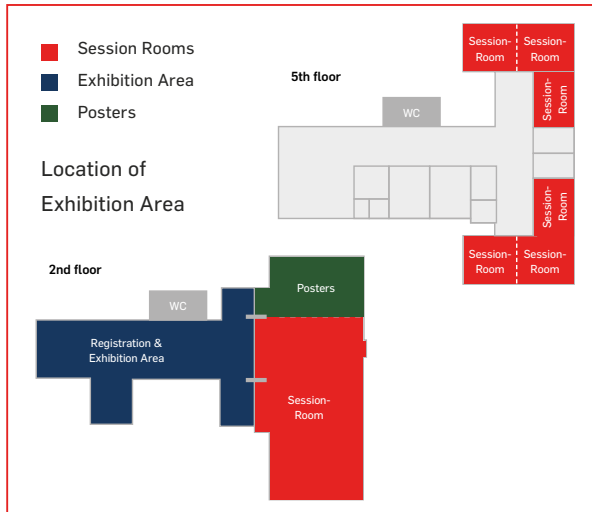 Session Rooms
Exhibition Area
Posters
Location of
Exhibition Area
5th floor
WC
Session-
Room
Session-
Room
Session-
Room
Session-
Room
Session-
Room
Session-
Room
2nd floor
WC
Posters
Registration &
Exhibition Area
Session-
Room